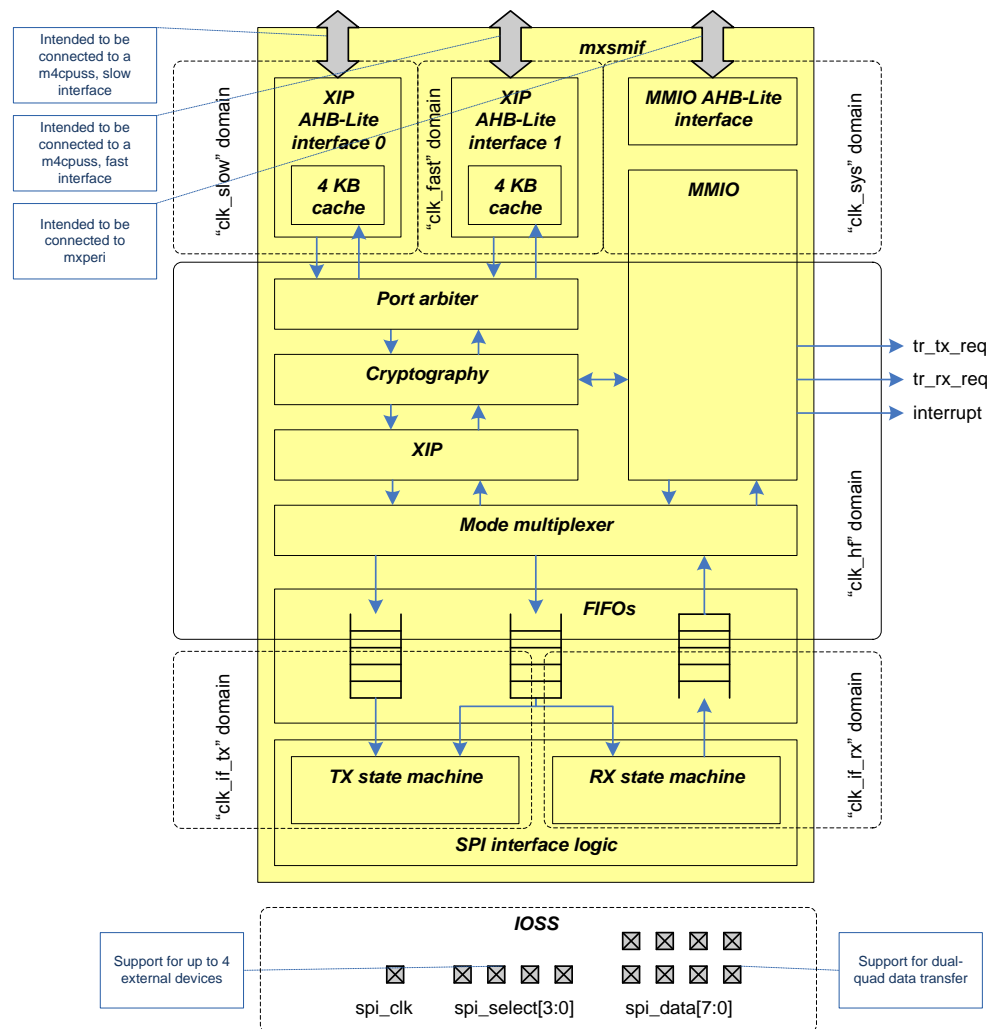 Intended to be
connected to a
m4cpuss, slow
interface
Intended to be
connected to a
m4cpuss, fast
interface
Intended to be
connected to
mxperi
mxsmif
"clk_slow" domain
XIP
AHB-Lite
interface 0
4 KB
cache
"clk_fast" domain
XIP
AHB-Lite
interface 1
4 KB
cache
MMIO AHB-Lite
interface
MMIO
"clk_sys" domain
Port arbiter
Cryptography
XIP
Mode multiplexer
tr_tx_req
tr_rx_req
interrupt
"clk_hf" domain
FIFOs
"clk_if_tx" domain
"clk_if_rx" domain
TX state machine
RX state machine
SPI interface logic
IOSS
Support for up to 4
external devices
spi_clk
spi_select[3:0]
spi_data[7:0]
Support for dual-
quad data transfer